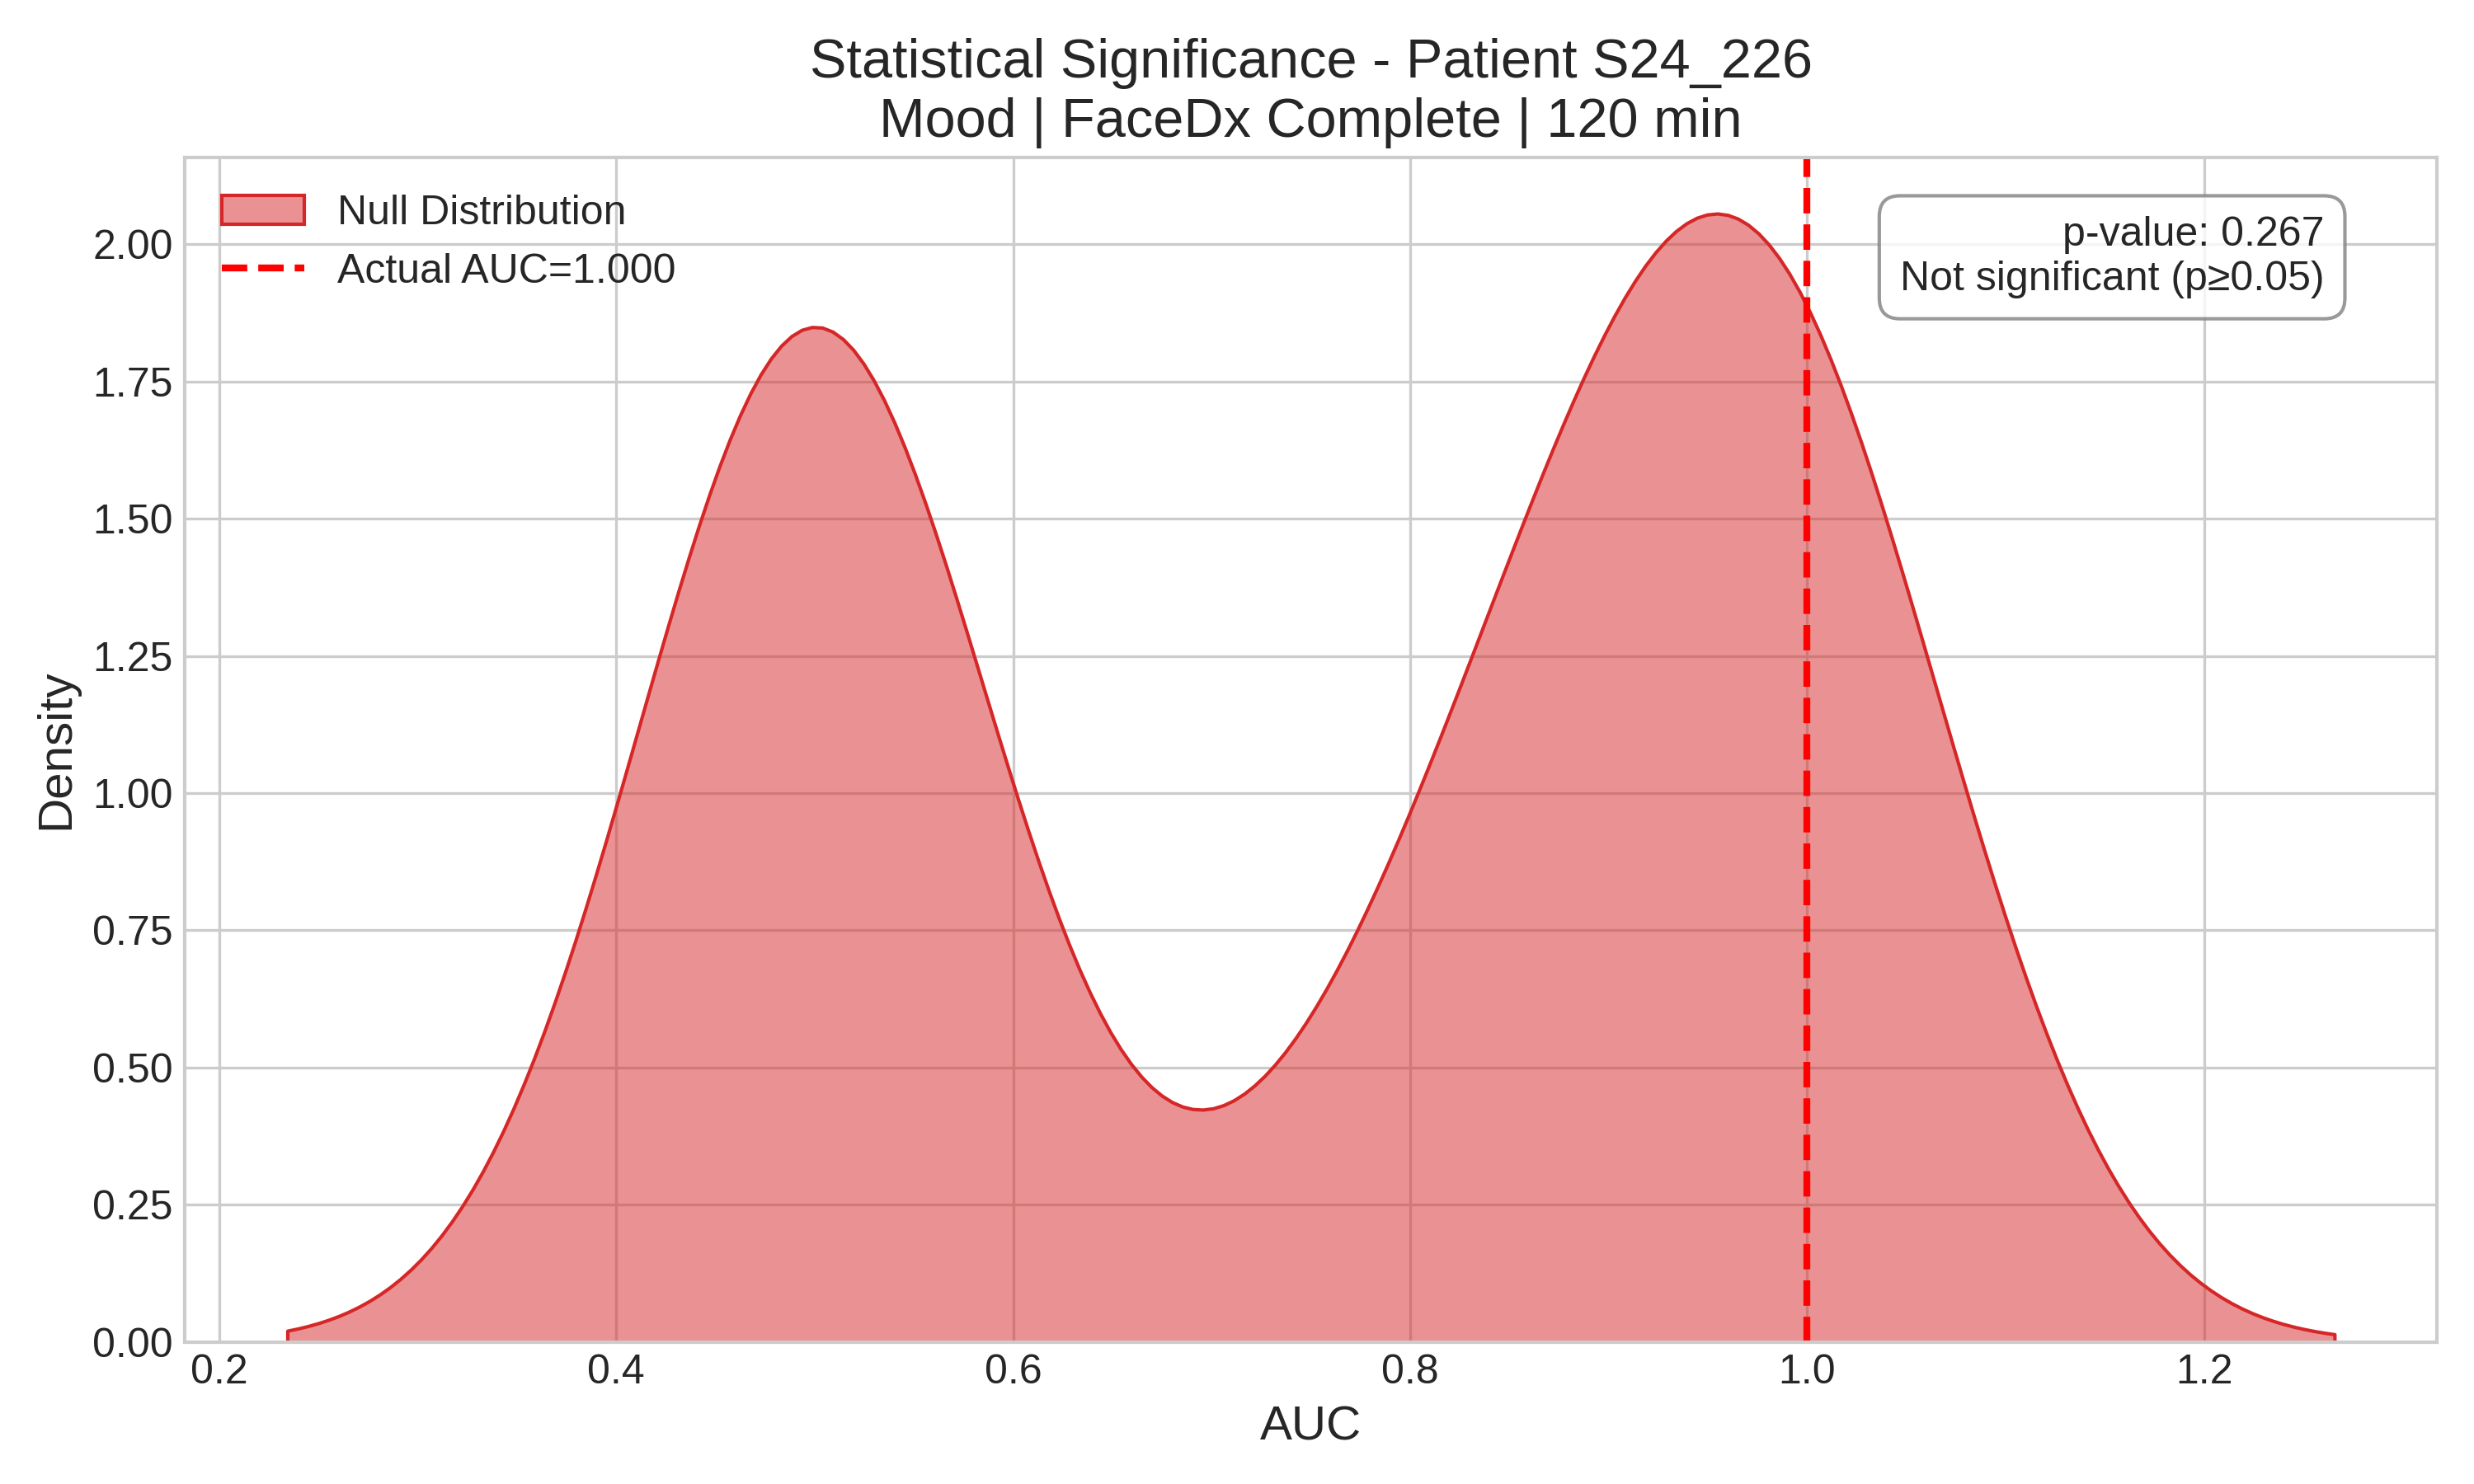 Statistical Significance - Patient S24_226
Mood | FaceDx Complete | 120 min
Null Distribution
Actual AUC=1.000
p-value: 0.267
Not significant (p≥0.05)
Density
2.00
1.75
1.50
1.25
1.00
0.75
0.50
0.25
0.00
0.2 0.4 0.6 0.8 1.0 1.2
AUC